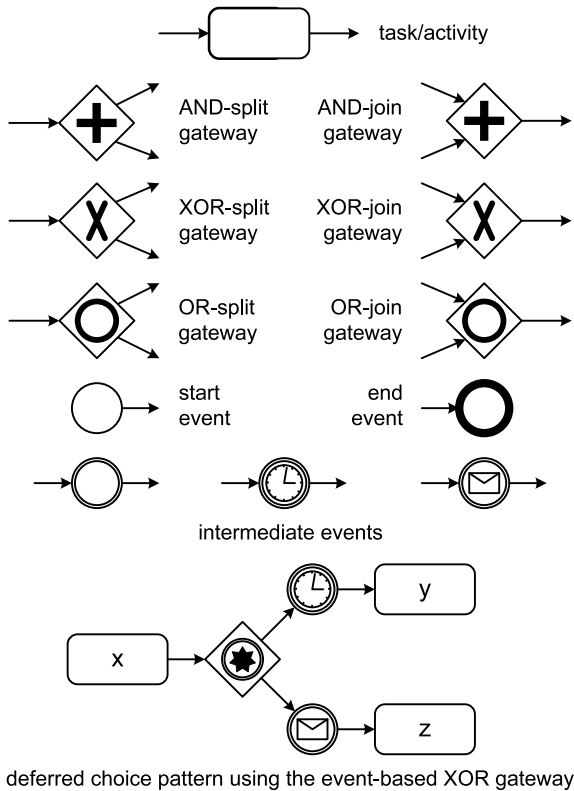 task/activity
AND-split
gateway
AND-join
gateway
XOR-split
gateway
XOR-join
gateway
OR-split
gateway
OR-join
gateway
start
event
end
event
intermediate events
y
x
z
deferred choice pattern using the event-based XOR gateway